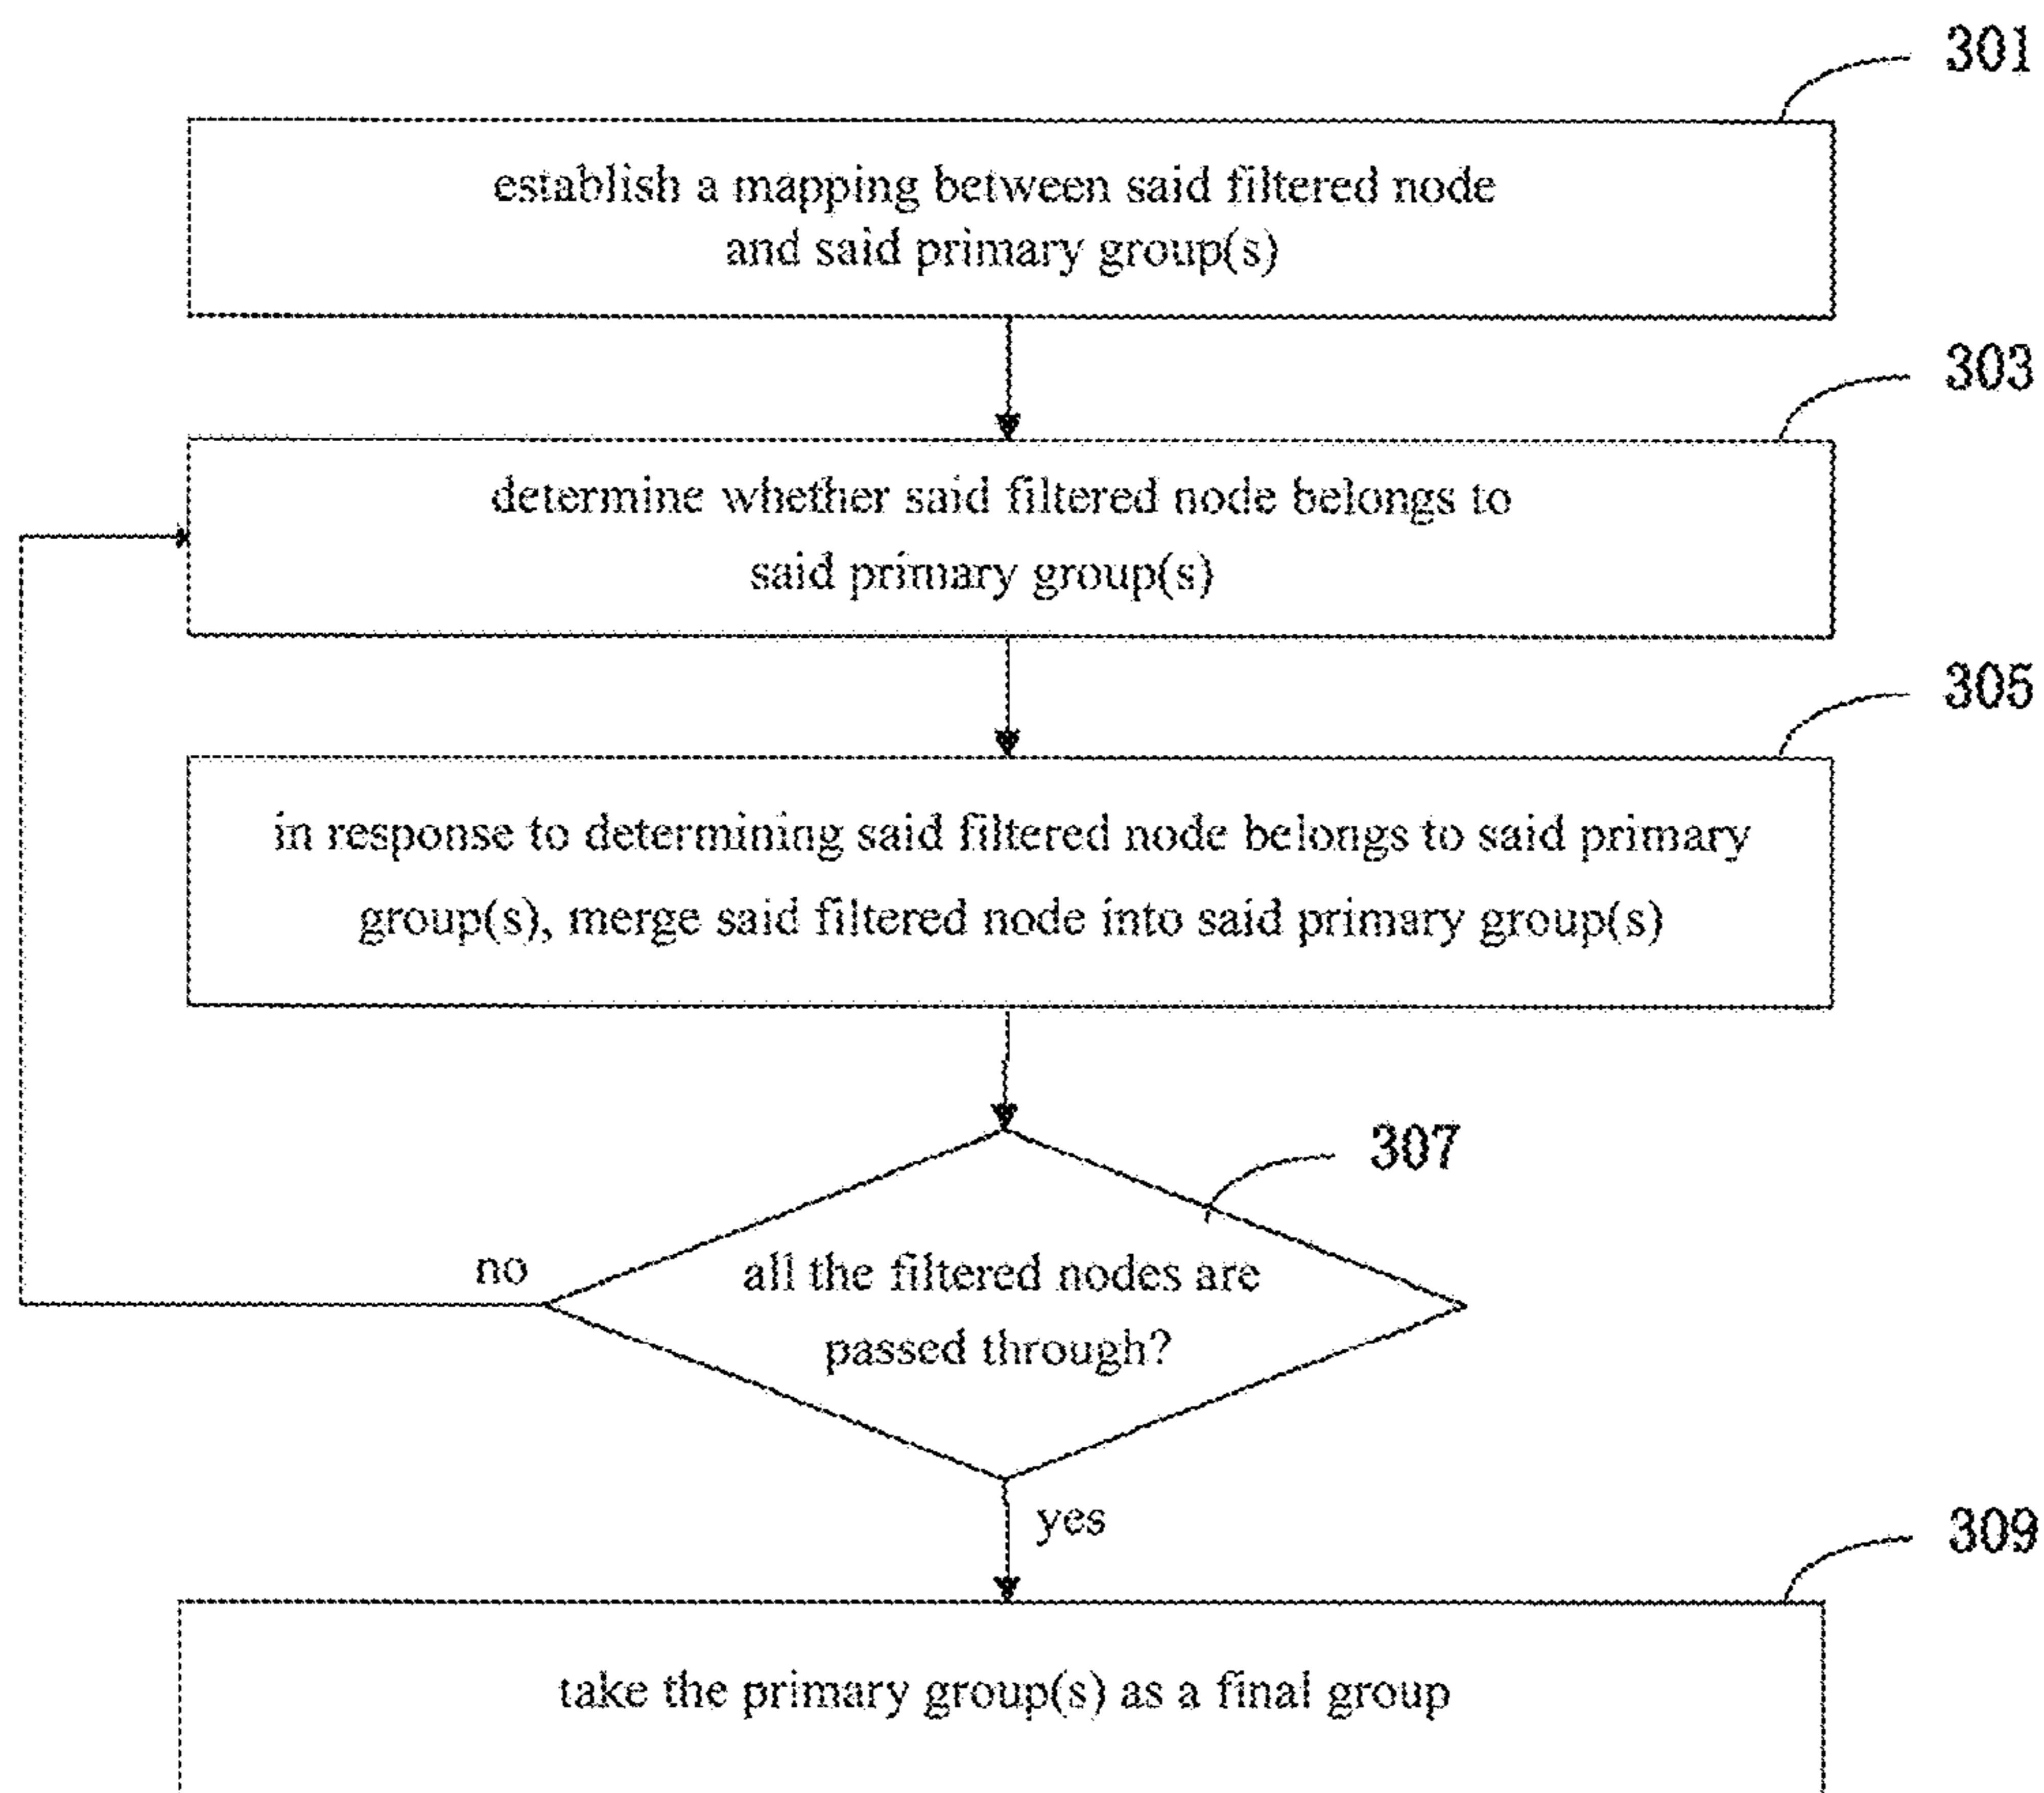 301
establish a mapping between said filtered node
and said primary group(s)
303
determine whether said filtered node belongs to
said primary group(s)
305
in response to determining said filtered node belongs to said primary
group(s), merge said filtered node into said primary group(s)
307
no
all the filtered nodes are
passed through?
yes
309
take the primary group(s) as a final group